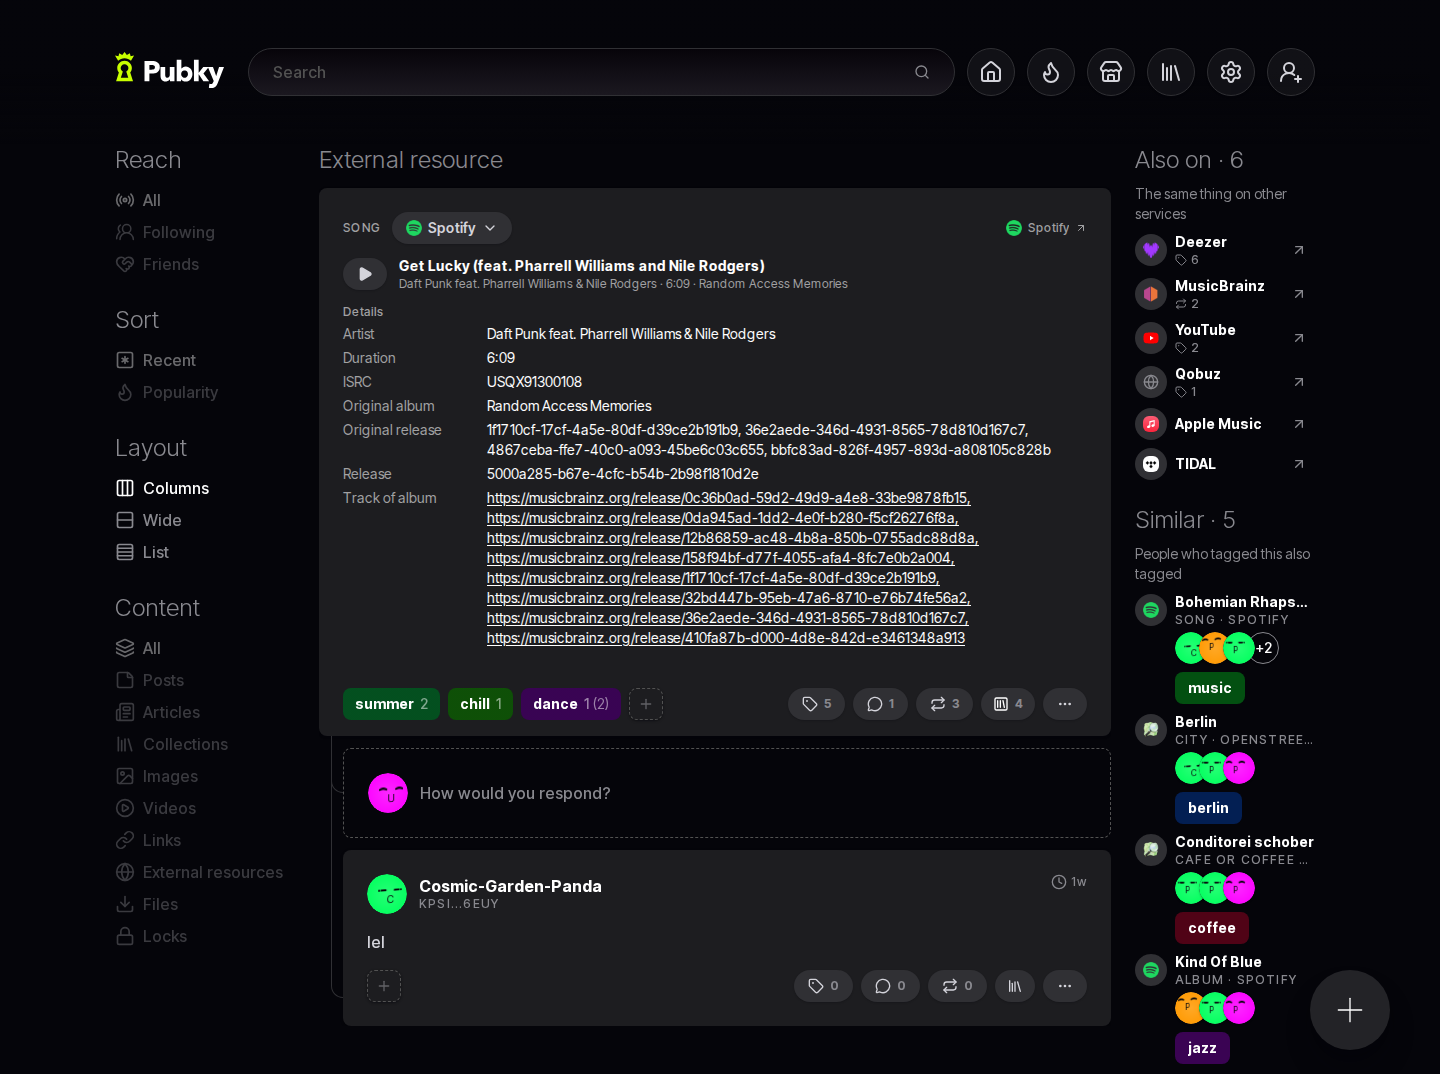 Pubky
Search
Reach
All
Following
Friends
Sort
Recent
Popularity
Layout
Columns
Wide
List
Content
All
Posts
Articles
Collections
Images
Videos
Links
External resources
Files
Locks
External resource
SONG
Spotify
Spotify
Get Lucky (feat. Pharrell Williams and Nile Rodgers)
Daft Punk feat. Pharrell Williams & Nile Rodgers · 6:09 · Random Access Memories
Details
Artist Daft Punk feat. Pharrell Williams & Nile Rodgers
Duration 6:09
ISRC USQX91300108
Original album Random Access Memories
Original release 1f1710cf-17cf-4a5e-80df-d39ce2b191b9, 36e2aede-346d-4931-8565-78d810d167c7,
4867ceba-ffe7-40c0-a093-45be6c03c655, bbfc83ad-826f-4957-893d-a808105c828b
Release 5000a285-b67e-4cfc-b54b-2b98f1810d2e
Track of album https://musicbrainz.org/release/0c36b0ad-59d2-49d9-a4e8-33be9878fb15,
https://musicbrainz.org/release/0da945ad-1dd2-4e0f-b280-f5cf26276f8a,
https://musicbrainz.org/release/12b86859-ac48-4b8a-850b-0755adc88d8a,
https://musicbrainz.org/release/158f94bf-d77f-4055-afa4-8fc7e0b2a004,
https://musicbrainz.org/release/1f1710cf-17cf-4a5e-80df-d39ce2b191b9,
https://musicbrainz.org/release/32bd447b-95eb-47a6-8710-e76b74fe56a2,
https://musicbrainz.org/release/36e2aede-346d-4931-8565-78d810d167c7,
https://musicbrainz.org/release/410fa87b-d000-4d8e-842d-e3461348a913
summer 2 chill 1 dance 1 (2) 5 1 3 4
U How would you respond?
C Cosmic-Garden-Panda
KPSI...6EUY
1w
lel
0 0 0
Also on · 6
The same thing on other
services
Deezer
6
MusicBrainz
2
YouTube
2
Qobuz
1
Apple Music
TIDAL
Similar · 5
People who tagged this also
tagged
Bohemian Rhaps...
SONG · SPOTIFY
C P P +2
music
Berlin
CITY · OPENSTREE...
C P P
berlin
Conditorei schober
CAFE OR COFFEE ...
P P P
coffee
Kind Of Blue
ALBUM · SPOTIFY
P P P
jazz